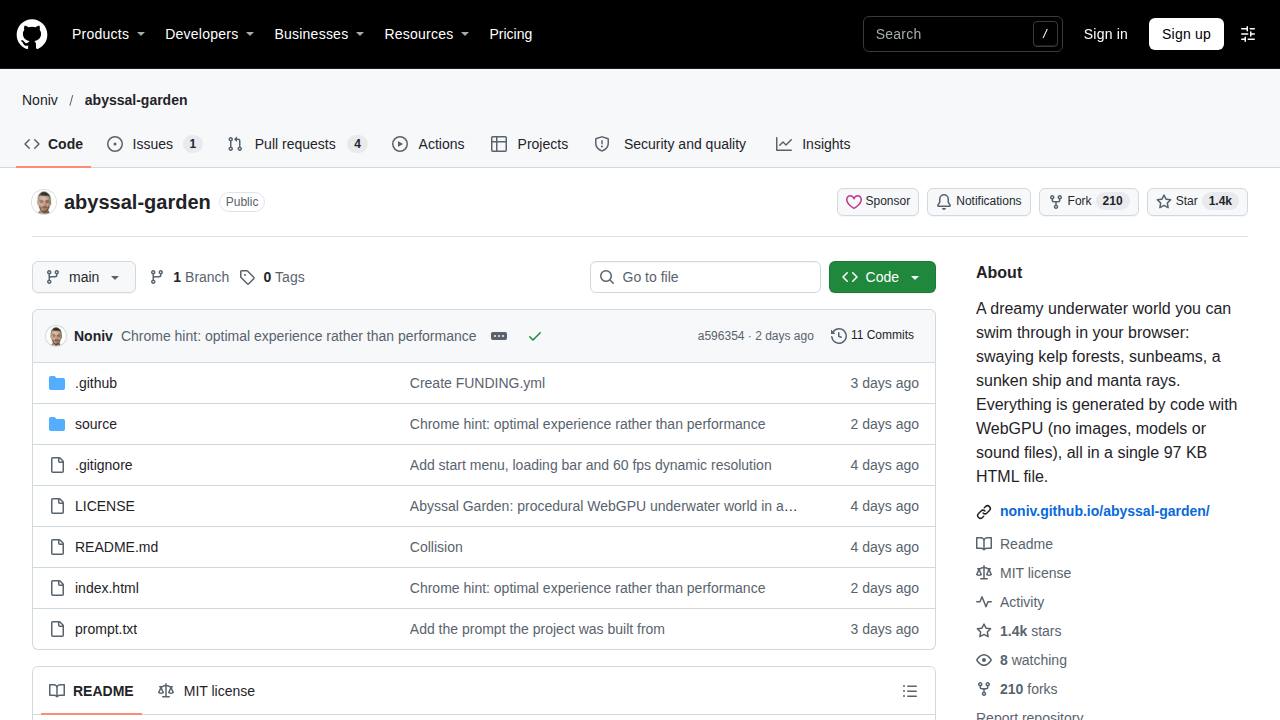 Products Developers Businesses Resources Pricing Search / Sign in Sign up
Noniv / abyssal-garden
Code Issues 1 Pull requests 4 Actions Projects Security and quality Insights
abyssal-garden Public Sponsor Notifications Fork 210 Star 1.4k
main 1 Branch 0 Tags Go to file Code
Noniv Chrome hint: optimal experience rather than performance a596354 · 2 days ago 11 Commits
.github Create FUNDING.yml 3 days ago
source Chrome hint: optimal experience rather than performance 2 days ago
.gitignore Add start menu, loading bar and 60 fps dynamic resolution 4 days ago
LICENSE Abyssal Garden: procedural WebGPU underwater world in a… 4 days ago
README.md Collision 4 days ago
index.html Chrome hint: optimal experience rather than performance 2 days ago
prompt.txt Add the prompt the project was built from 3 days ago
README MIT license
About
A dreamy underwater world you can
swim through in your browser:
swaying kelp forests, sunbeams, a
sunken ship and manta rays.
Everything is generated by code with
WebGPU (no images, models or
sound files), all in a single 97 KB
HTML file.
noniv.github.io/abyssal-garden/
Readme
MIT license
Activity
1.4k stars
8 watching
210 forks
Report repository